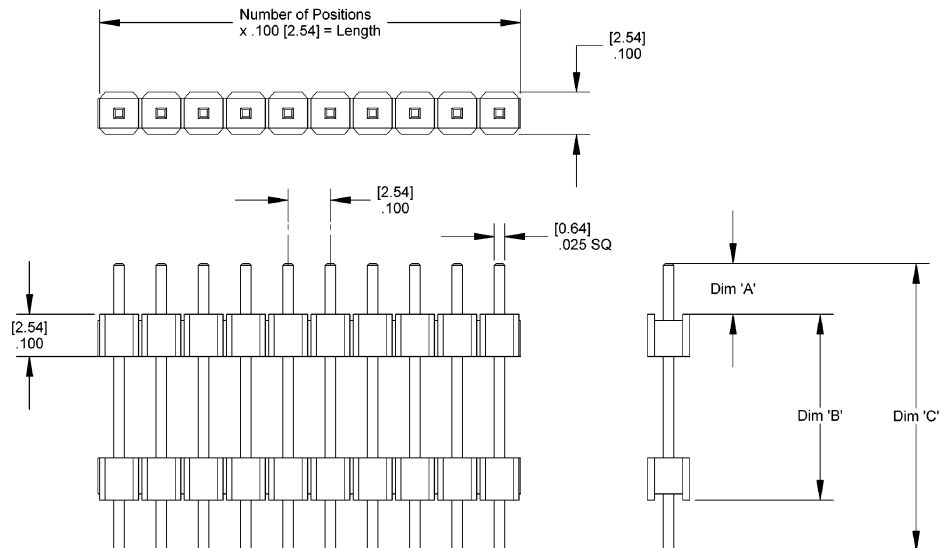 Number of Positions
x .100 [2.54] = Length
[2.54]
.100
[2.54]
.100
[0.64]
.025 SQ
Dim 'A'
[2.54]
.100
Dim 'B'
Dim 'C'